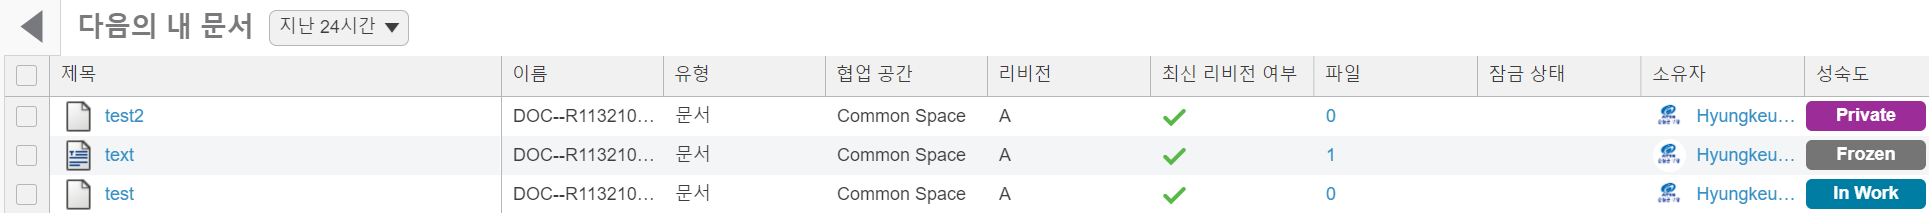 다음의 내 문서 지난 24시간
제목 이름 유형 협업 공간 리비전 최신 리비전 여부 파일 잠금 상태 소유자 성숙도
test2 DOC--R113210... 문서 Common Space A 0 Hyungkeu... Private
text DOC--R113210... 문서 Common Space A 1 Hyungkeu... Frozen
test DOC--R113210... 문서 Common Space A 0 Hyungkeu... In Work